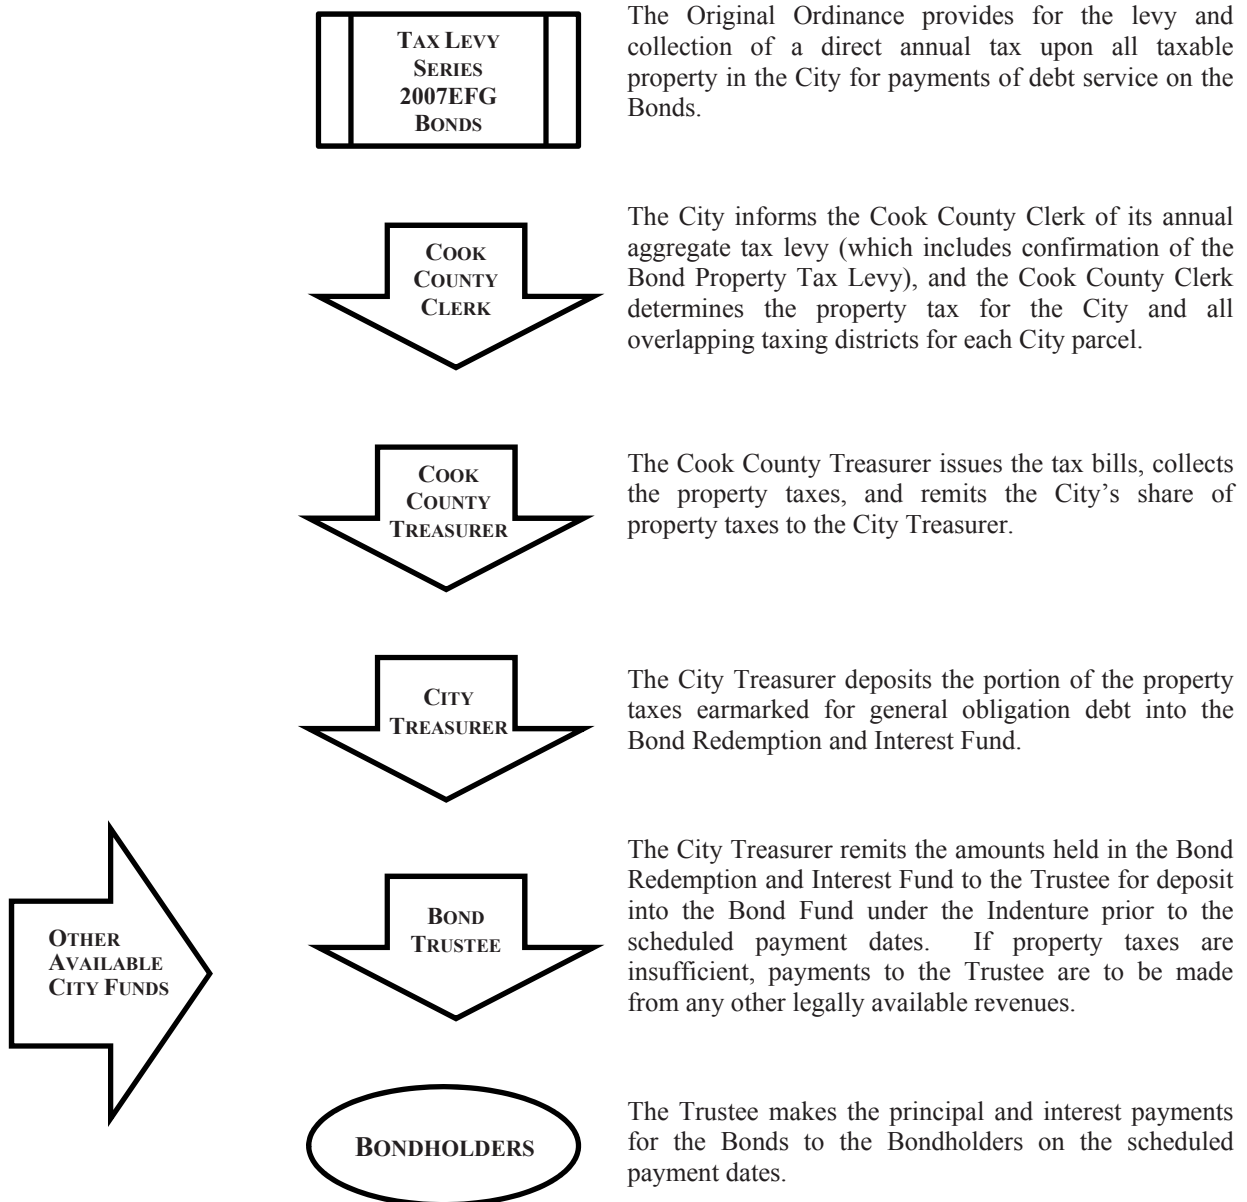 TAX LEVY
SERIES
2007EFG
BONDS
The Original Ordinance provides for the levy and
collection of a direct annual tax upon all taxable
property in the City for payments of debt service on the
Bonds.
COOK
COUNTY
CLERK
The City informs the Cook County Clerk of its annual
aggregate tax levy (which includes confirmation of the
Bond Property Tax Levy), and the Cook County Clerk
determines the property tax for the City and all
overlapping taxing districts for each City parcel.
COOK
COUNTY
TREASURER
The Cook County Treasurer issues the tax bills, collects
the property taxes, and remits the City’s share of
property taxes to the City Treasurer.
CITY
TREASURER
The City Treasurer deposits the portion of the property
taxes earmarked for general obligation debt into the
Bond Redemption and Interest Fund.
OTHER
AVAILABLE
CITY FUNDS
BOND
TRUSTEE
The City Treasurer remits the amounts held in the Bond
Redemption and Interest Fund to the Trustee for deposit
into the Bond Fund under the Indenture prior to the
scheduled payment dates. If property taxes are
insufficient, payments to the Trustee are to be made
from any other legally available revenues.
BONDHOLDERS
The Trustee makes the principal and interest payments
for the Bonds to the Bondholders on the scheduled
payment dates.